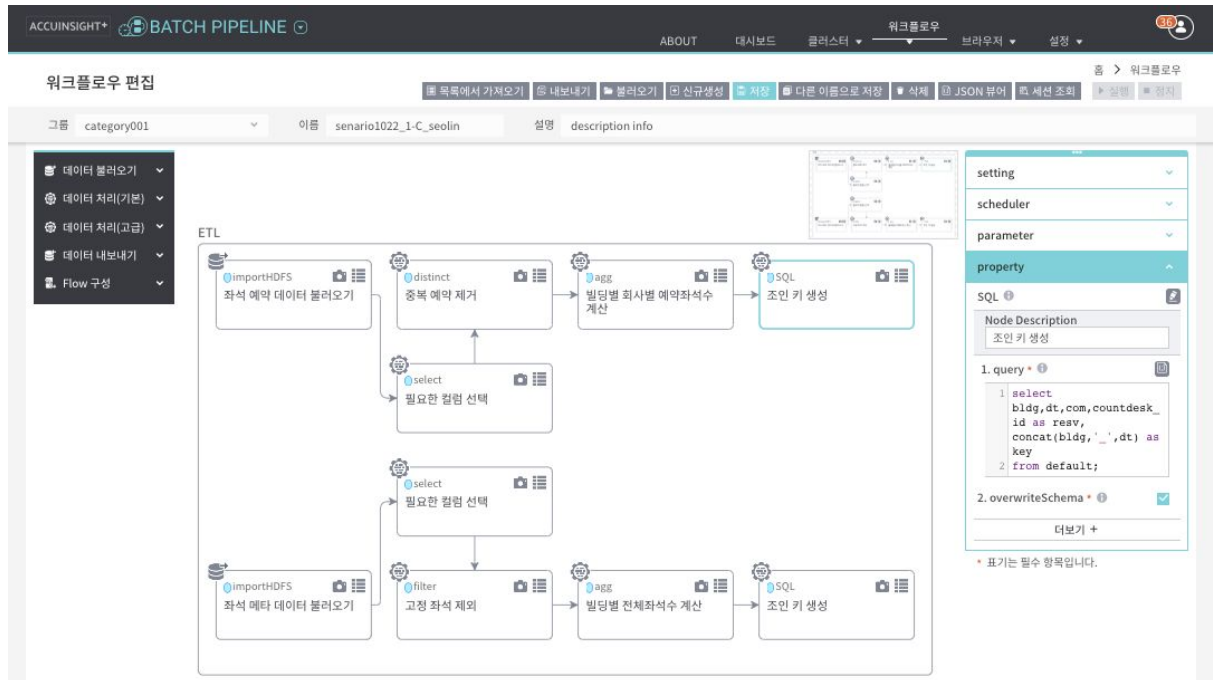 ACCUINSIGHT+ BATCH PIPELINE
ABOUT 대시보드 클러스터 워크플로우 브라우저 설정
36
워크플로우 편집
홈 > 워크플로우
목록에서 가져오기 내보내기 불러오기 신규생성 저장 다른 이름으로 저장 삭제 JSON 뷰어 세션 조회 실행 정지
그룹 category001 이름 senario1022_1-C_seolin 설명 description info
데이터 불러오기
데이터 처리(기본)
데이터 처리(고급)
데이터 내보내기
Flow 구성
ETL
importHDFS
좌석 예약 데이터 불러오기
distinct
중복 예약 제거
agg
빌딩별 회사별 예약좌석수
계산
SQL
조인 키 생성
select
필요한 컬럼 선택
select
필요한 컬럼 선택
importHDFS
좌석 메타 데이터 불러오기
filter
고정 좌석 제외
agg
빌딩별 전체좌석수 계산
SQL
조인 키 생성
setting
scheduler
parameter
property
SQL
Node Description
조인 키 생성
1. query *
1 select
bldg,dt,com,countdesk_
id as resv,
concat(bldg,'_',dt) as
key
2 from default;
2. overwriteSchema *
더보기 +
* 표기는 필수 항목입니다.